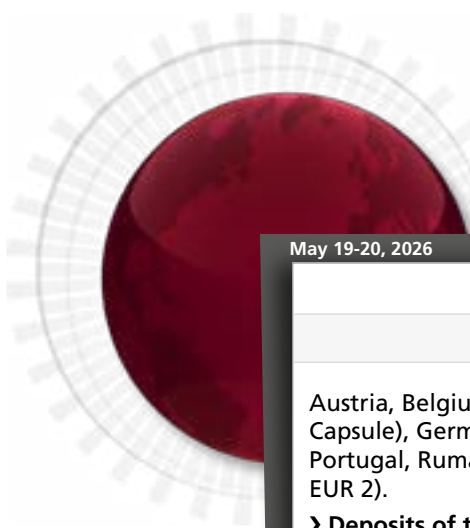 May 19-20, 2026
Austria, Belgiu
Capsule), Germ
Portugal, Ruma
EUR 2).
❯ Deposits of t